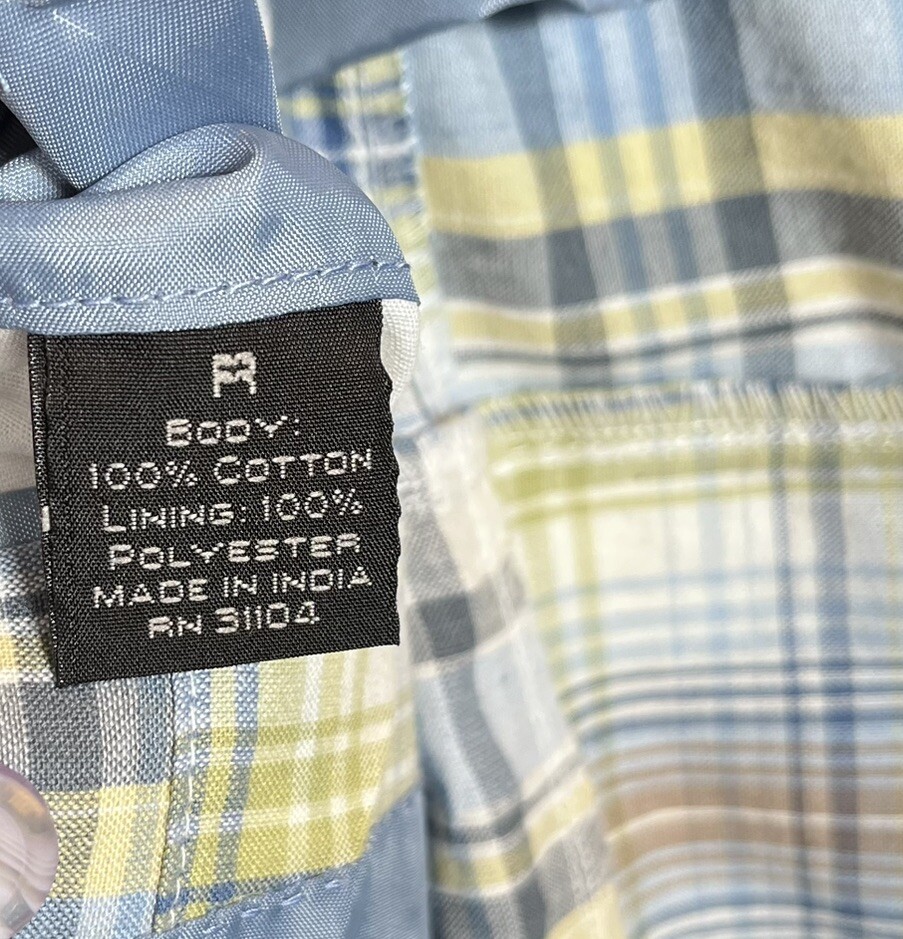 R
BODY:
100% COTTON
LINING: 100%
POLYESTER
MADE IN INDIA
RN 31104